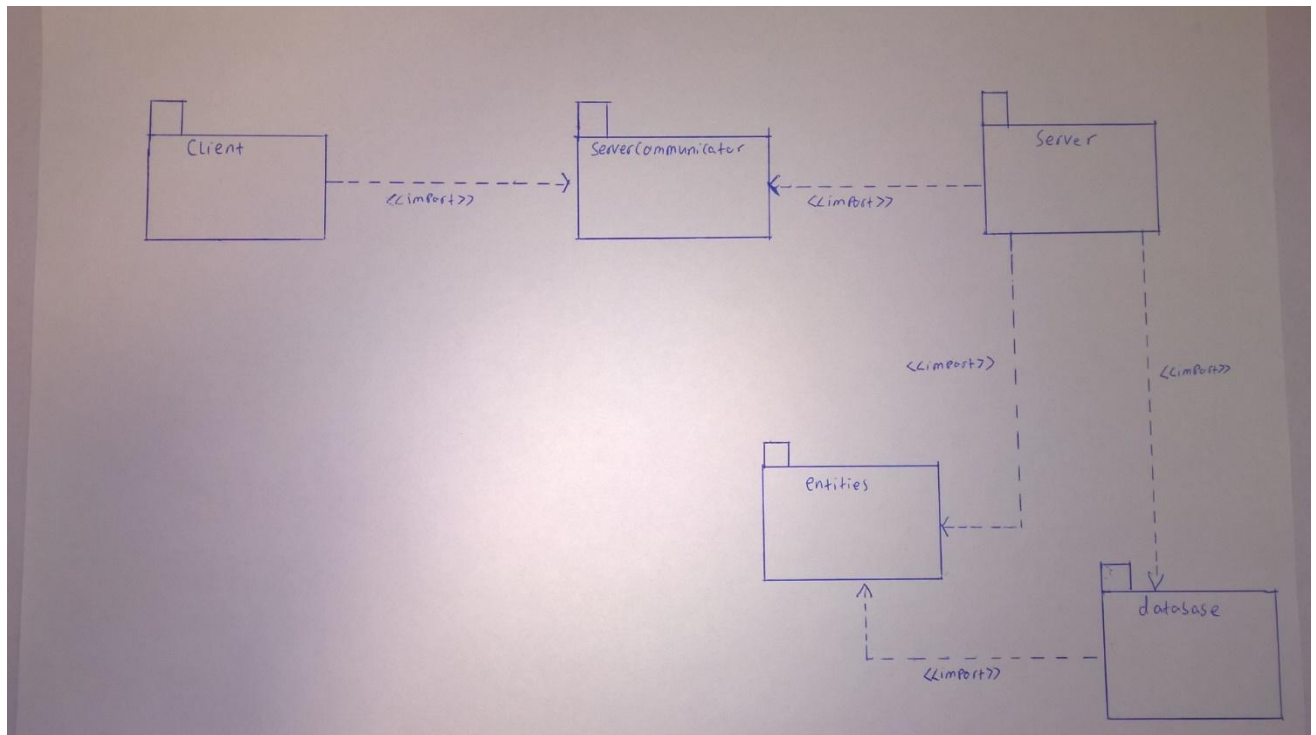 Client
ServerCommunicator
Server
<<import>>
<<import>>
<<import>>
<<import>>
entities
database
<<import>>